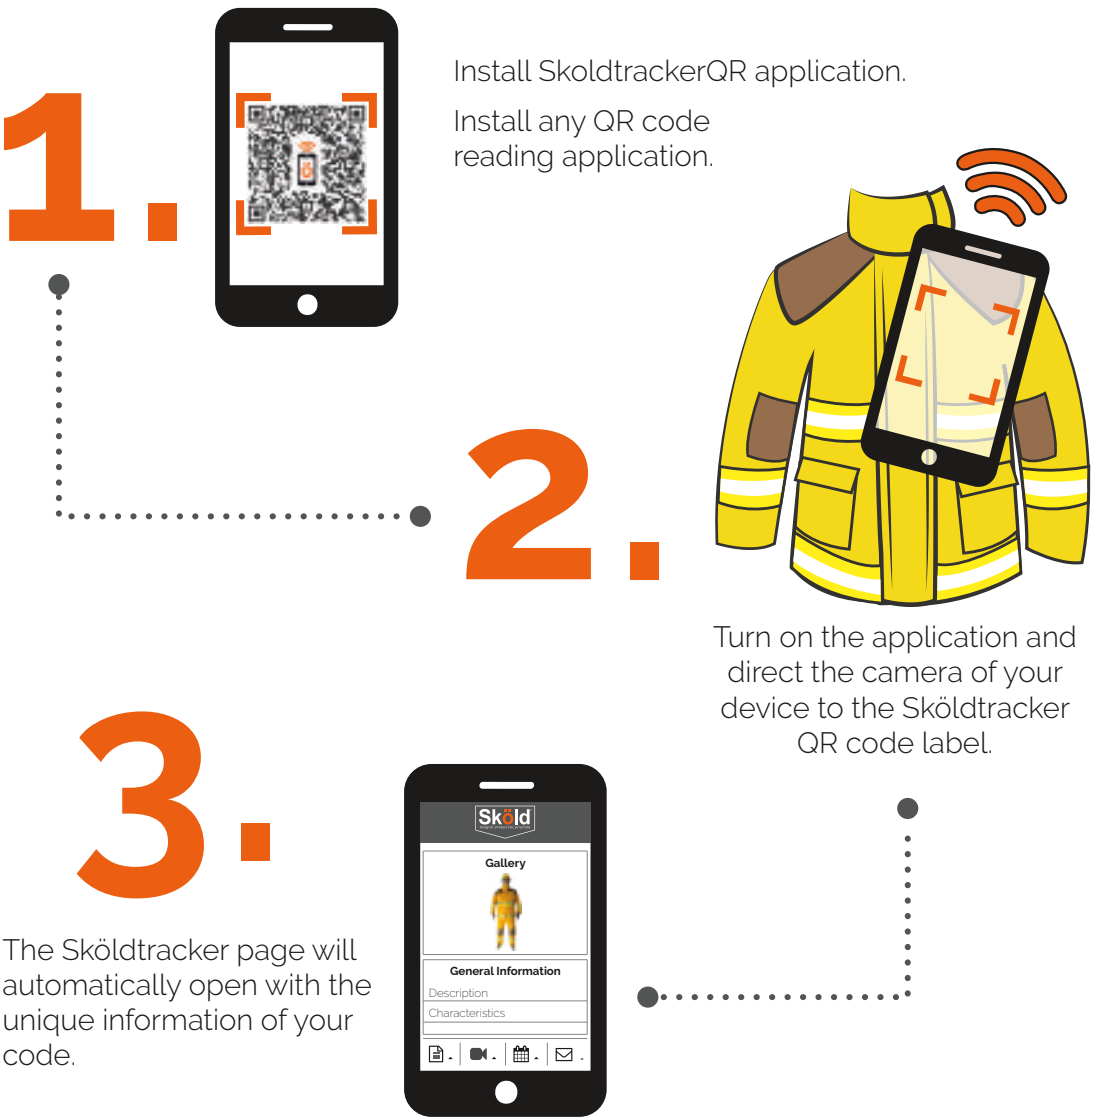 1.
Install SkoldtrackerQR application.
Install any QR code
reading application.
2.
Turn on the application and
direct the camera of your
device to the Sköldtracker
QR code label.
3.
The Sköldtracker page will
automatically open with the
unique information of your
code.
Sköld
Gallery
General Information
Description
Characteristics